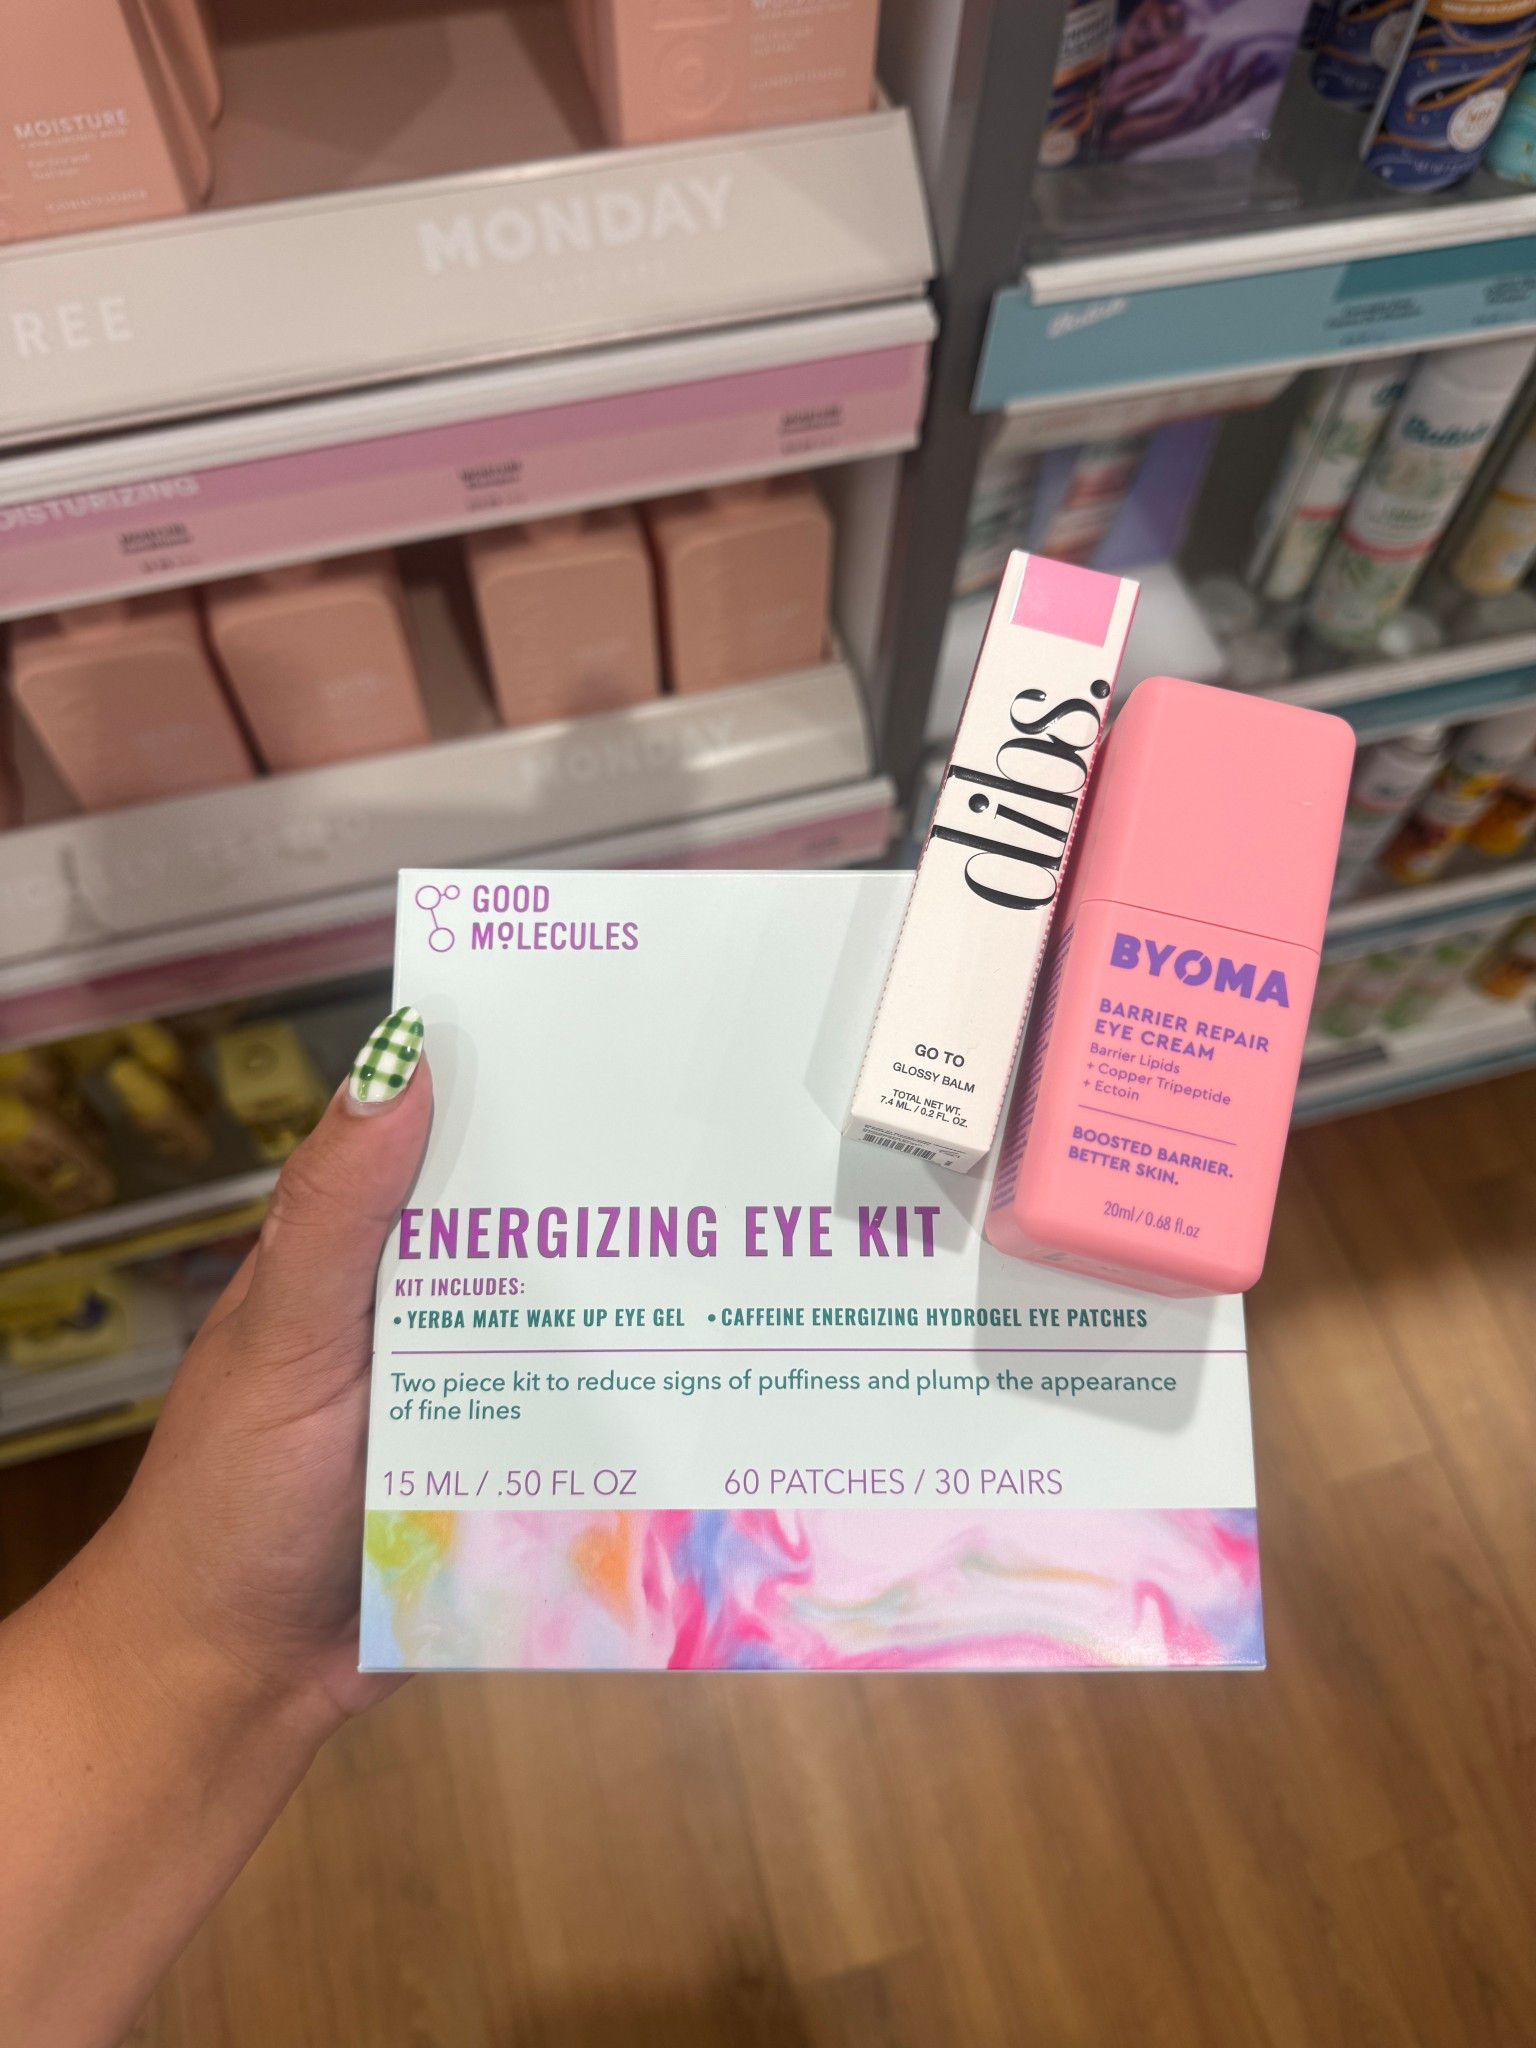 MOISTURE
MONDAY
REE
MONDAY
dibs.
GO TO
GLOSSY BALM
TOTAL NET WT.
7.4 ML. / 0.2 FL. OZ.
BYOMA
BARRIER REPAIR
EYE CREAM
Barrier Lipids
+ Copper Tripeptide
+ Ectoin
BOOSTED BARRIER.
BETTER SKIN.
20ml / 0.68 fl.oz
GOOD
MOLECULES
ENERGIZING EYE KIT
KIT INCLUDES:
• YERBA MATE WAKE UP EYE GEL • CAFFEINE ENERGIZING HYDROGEL EYE PATCHES
Two piece kit to reduce signs of puffiness and plump the appearance
of fine lines
15 ML / .50 FL OZ 60 PATCHES / 30 PAIRS